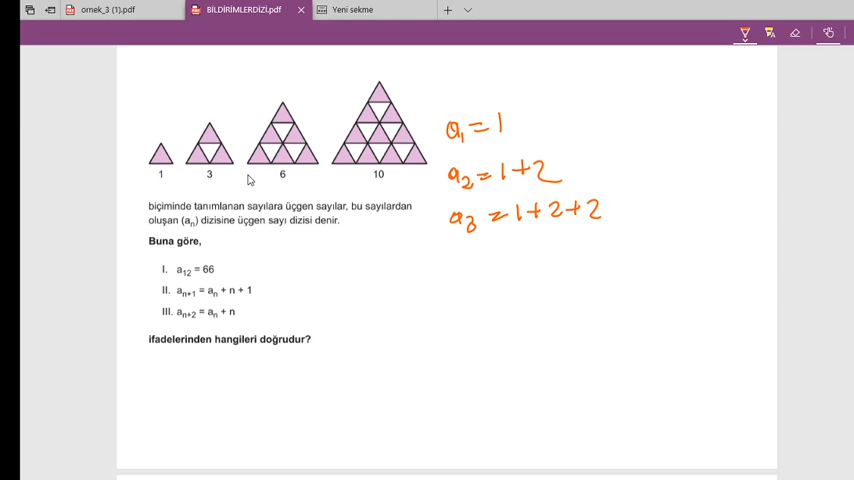 ornek_3 (1).pdf
BİLDİRİMLERDİZİ.pdf
Yeni sekme
1
3
6
10
biçiminde tanımlanan sayılara üçgen sayılar, bu sayılardan
oluşan (aₙ) dizisine üçgen sayı dizisi denir.
Buna göre,
I. a₁₂ = 66
II. aₙ₊₁ = aₙ + n + 1
III. aₙ₊₂ = aₙ + n
ifadelerinden hangileri doğrudur?
a₁ = 1
a₂ = 1 + 2
a₃ = 1 + 2 + 2